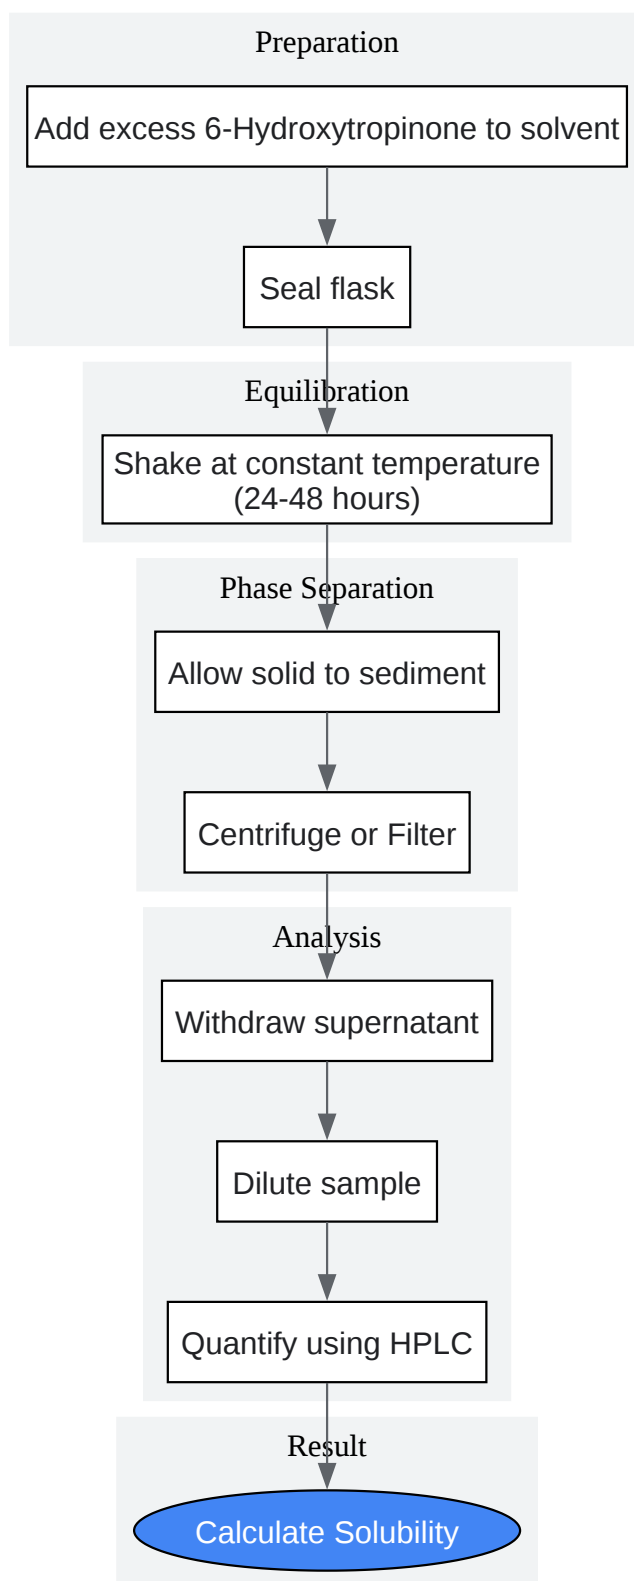 Preparation
Add excess 6-Hydroxytropinone to solvent
Seal flask
Equilibration
Shake at constant temperature
(24-48 hours)
Phase Separation
Allow solid to sediment
Centrifuge or Filter
Analysis
Withdraw supernatant
Dilute sample
Quantify using HPLC
Result
Calculate Solubility